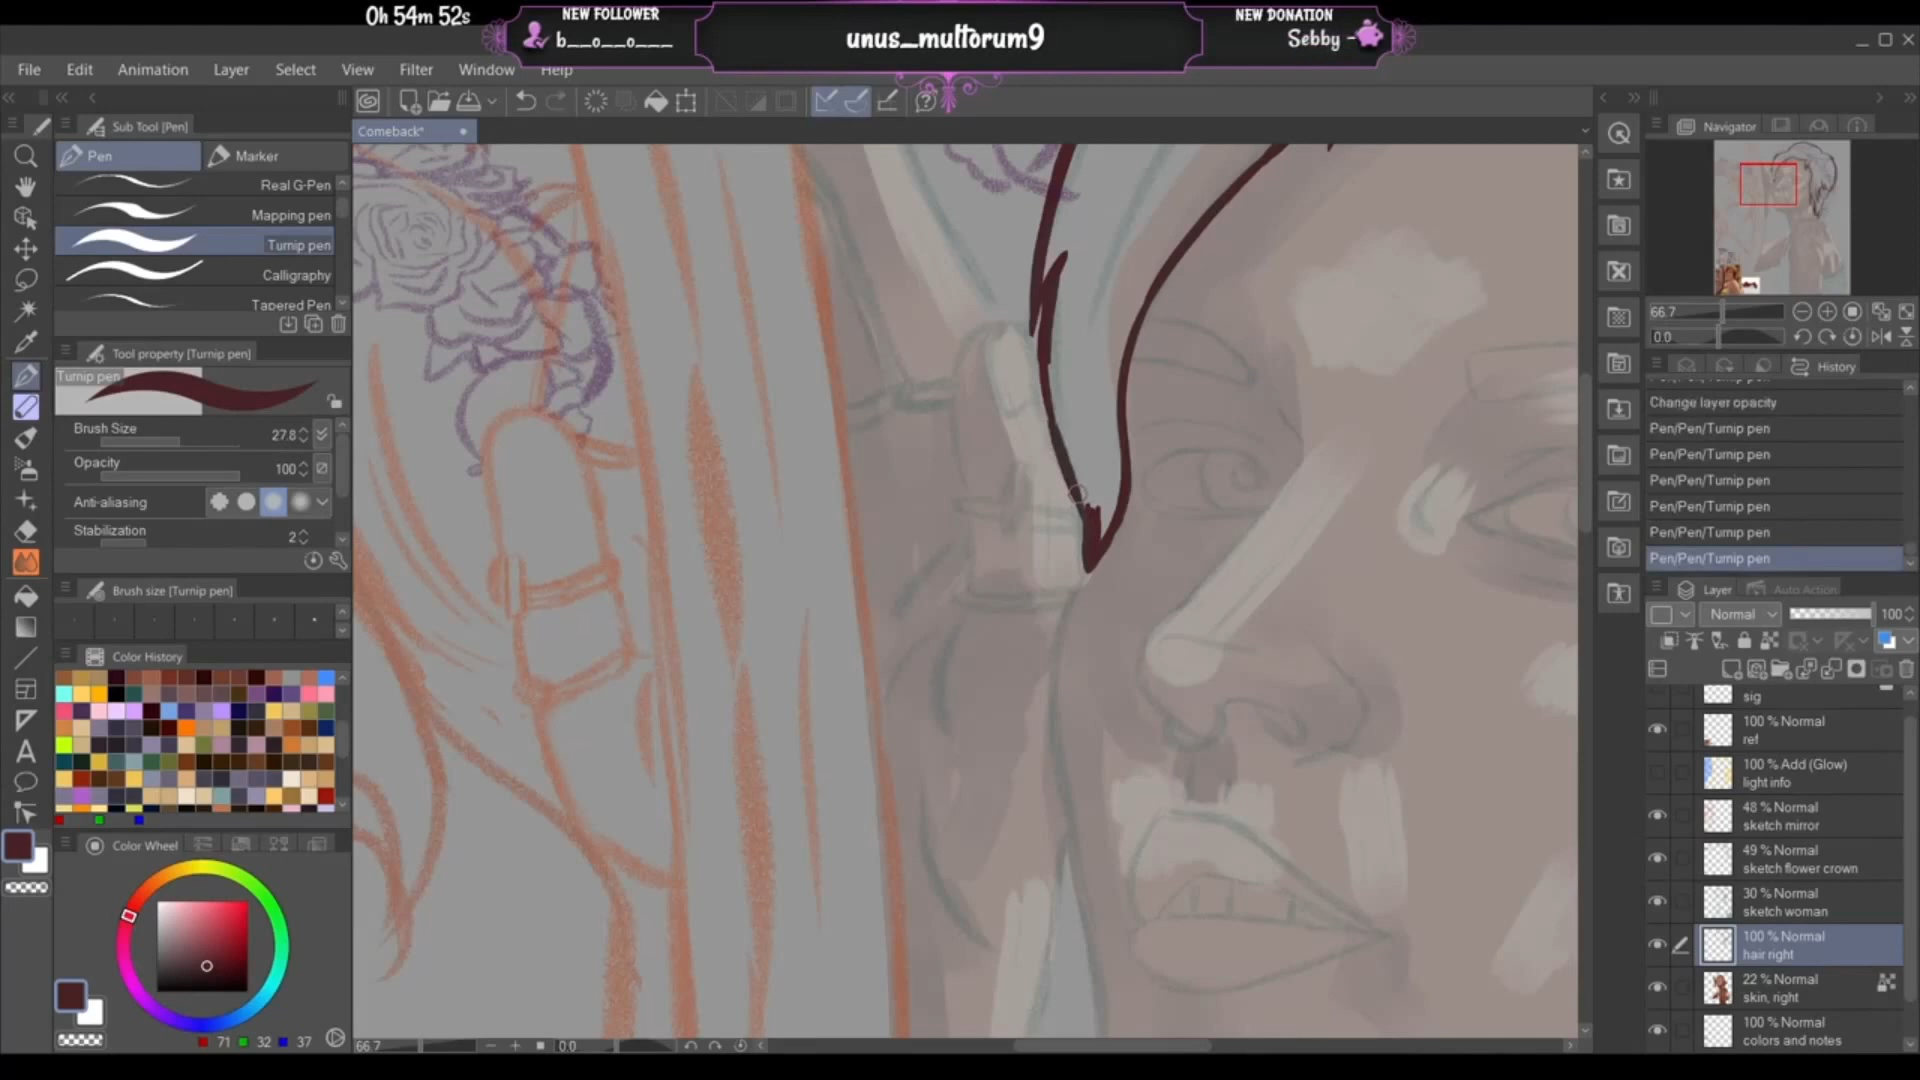 0h 54m 52s
NEW FOLLOWER
b__o__o___
unus_multorum9
NEW DONATION
Sebby -
File Edit Animation Layer Select View Filter Window Help
Sub Tool [Pen]
Comeback*
Navigator
Pen
Marker
Real G-Pen
Mapping pen
Turnip pen
Calligraphy
Tapered Pen
66.7
0.0
Tool property [Turnip pen]
Turnip pen
Brush Size
27.8
Opacity
100
Anti-aliasing
Stabilization
2
History
Pen/Pen/Turnip pen
Change layer opacity
Pen/Pen/Turnip pen
Pen/Pen/Turnip pen
Pen/Pen/Turnip pen
Pen/Pen/Turnip pen
Pen/Pen/Turnip pen
Pen/Pen/Turnip pen
Brush size [Turnip pen]
Color History
Color Wheel
71 32 37
Layer
Auto Action
Normal
100
sig
100 % Normal
ref
100 % Add (Glow)
light info
48 % Normal
sketch mirror
49 % Normal
sketch flower crown
30 % Normal
sketch woman
100 % Normal
hair right
22 % Normal
skin, right
100 % Normal
colors and notes
66.7
0.0